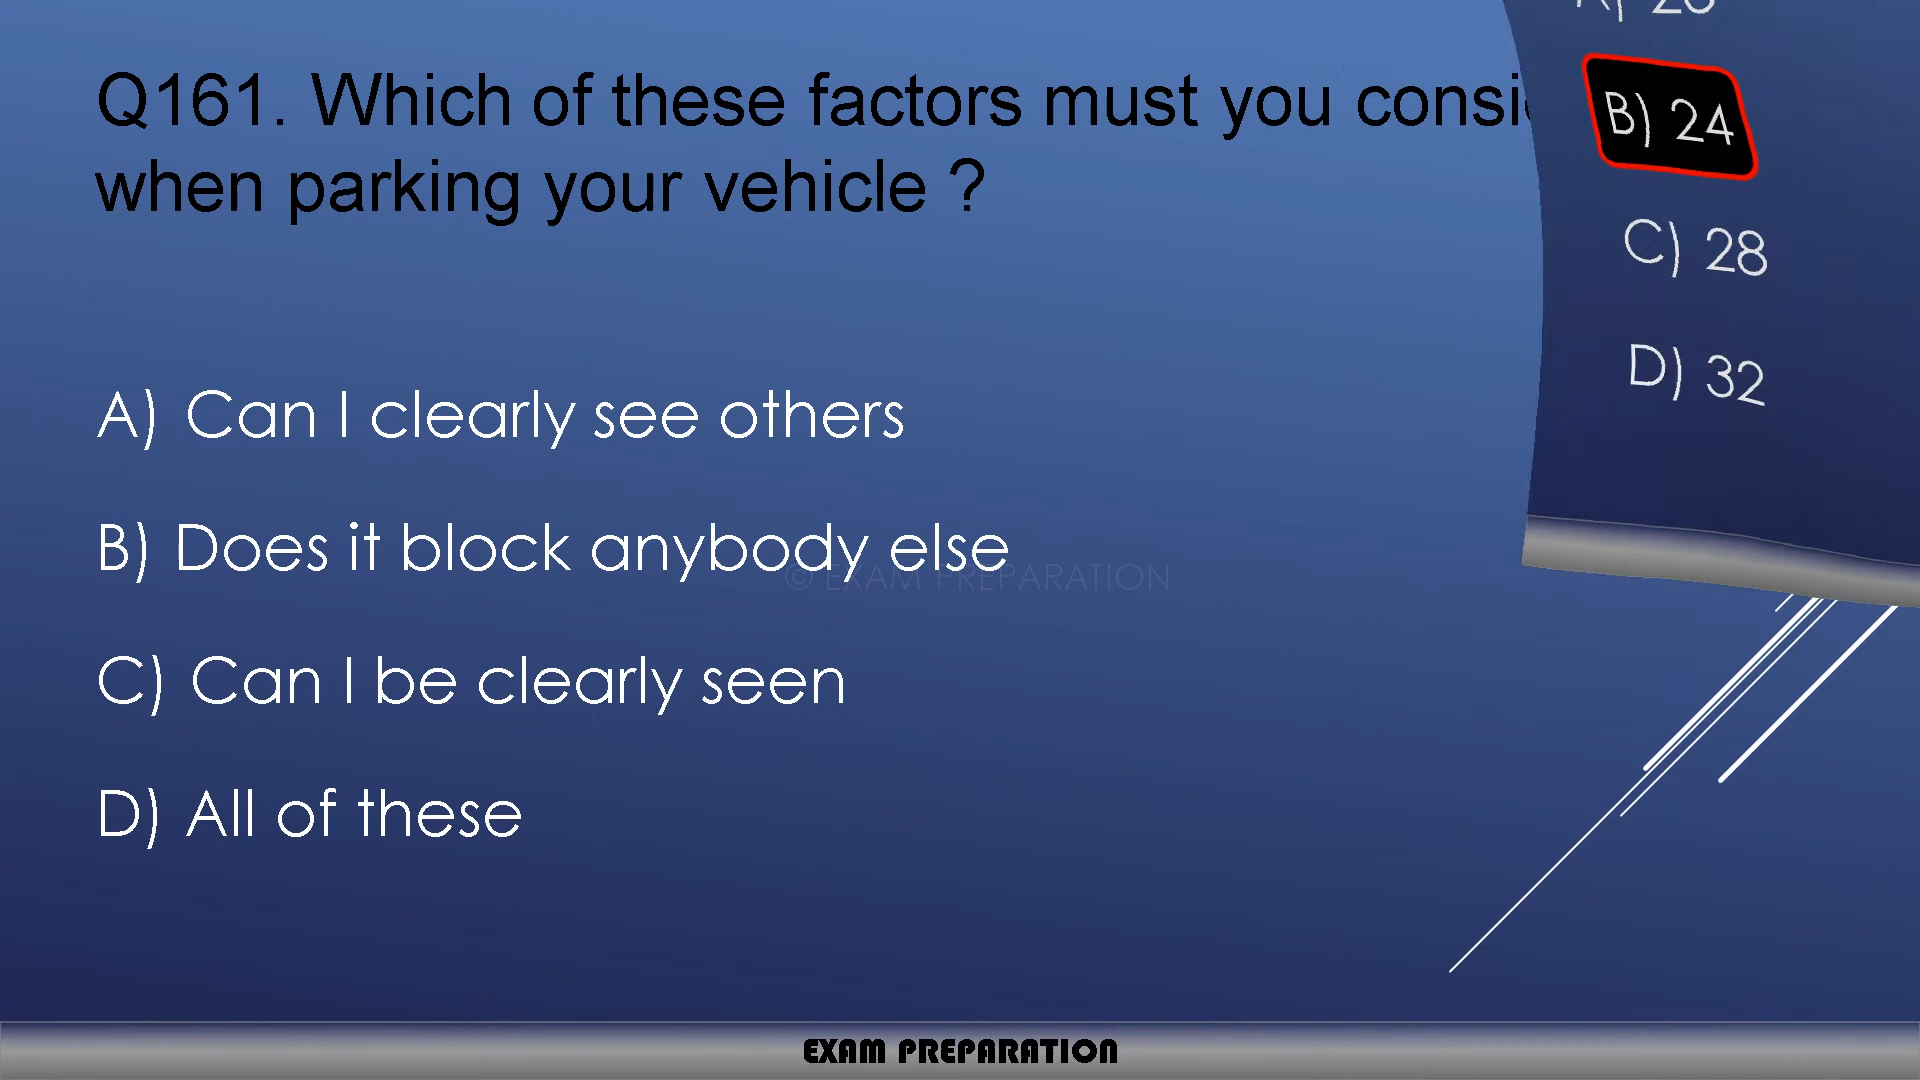 Q161. Which of these factors must you
when parking your vehicle ?
A) Can I clearly see others
B) Does it block anybody else
C) Can I be clearly seen
D) All of these
© EXAM PREPARATION
B) 24
C) 28
D) 32
EXAM PREPARATION